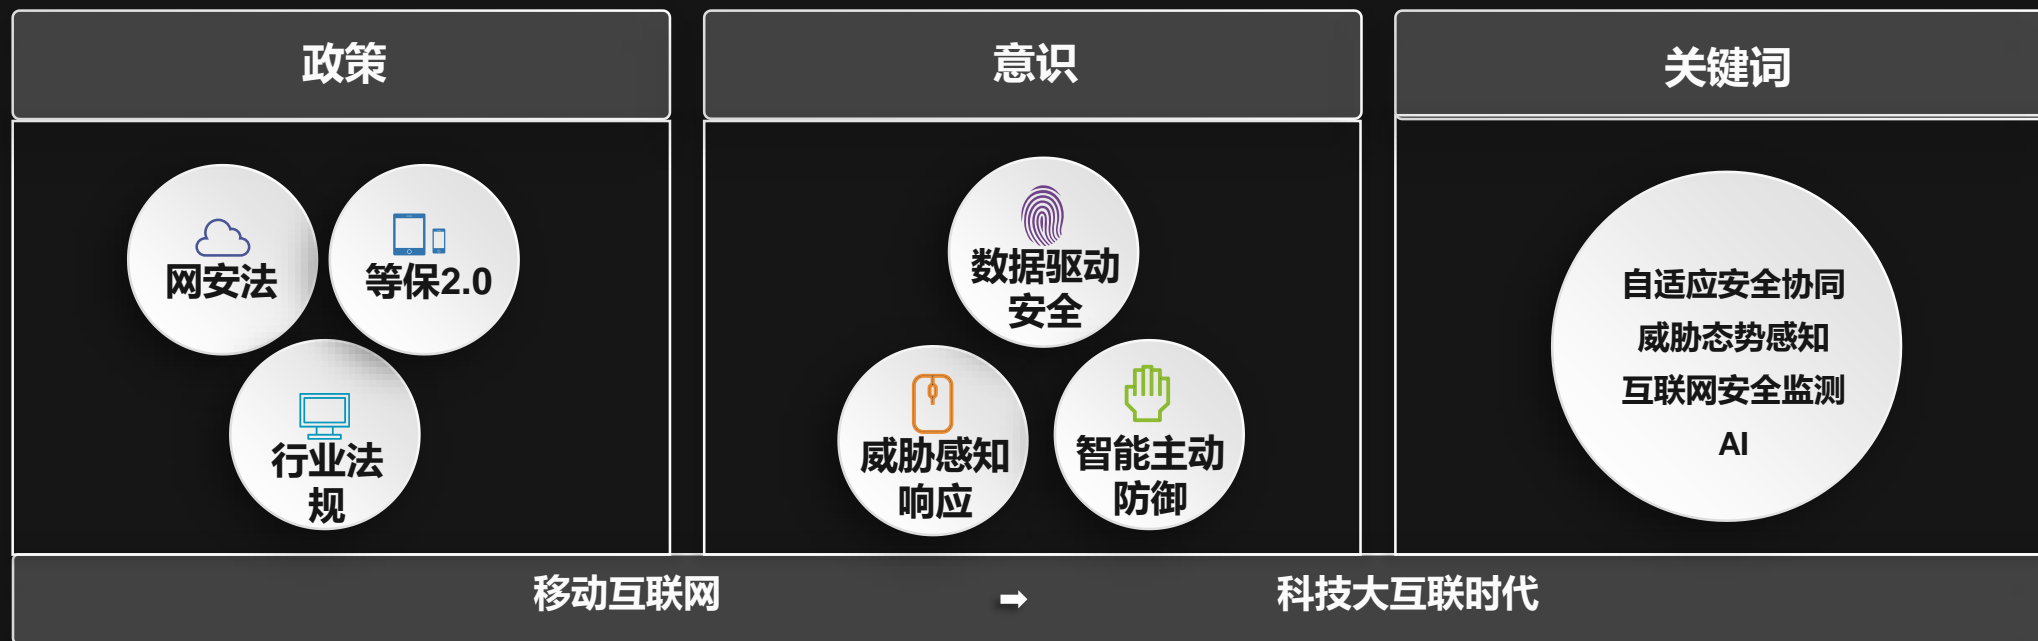 政策
网安法
等保2.0
行业法
规
意识
数据驱动
安全
威胁感知
响应
智能主动
防御
关键词
自适应安全协同
威胁态势感知
互联网安全监测
AI
移动互联网
➡
科技大互联时代